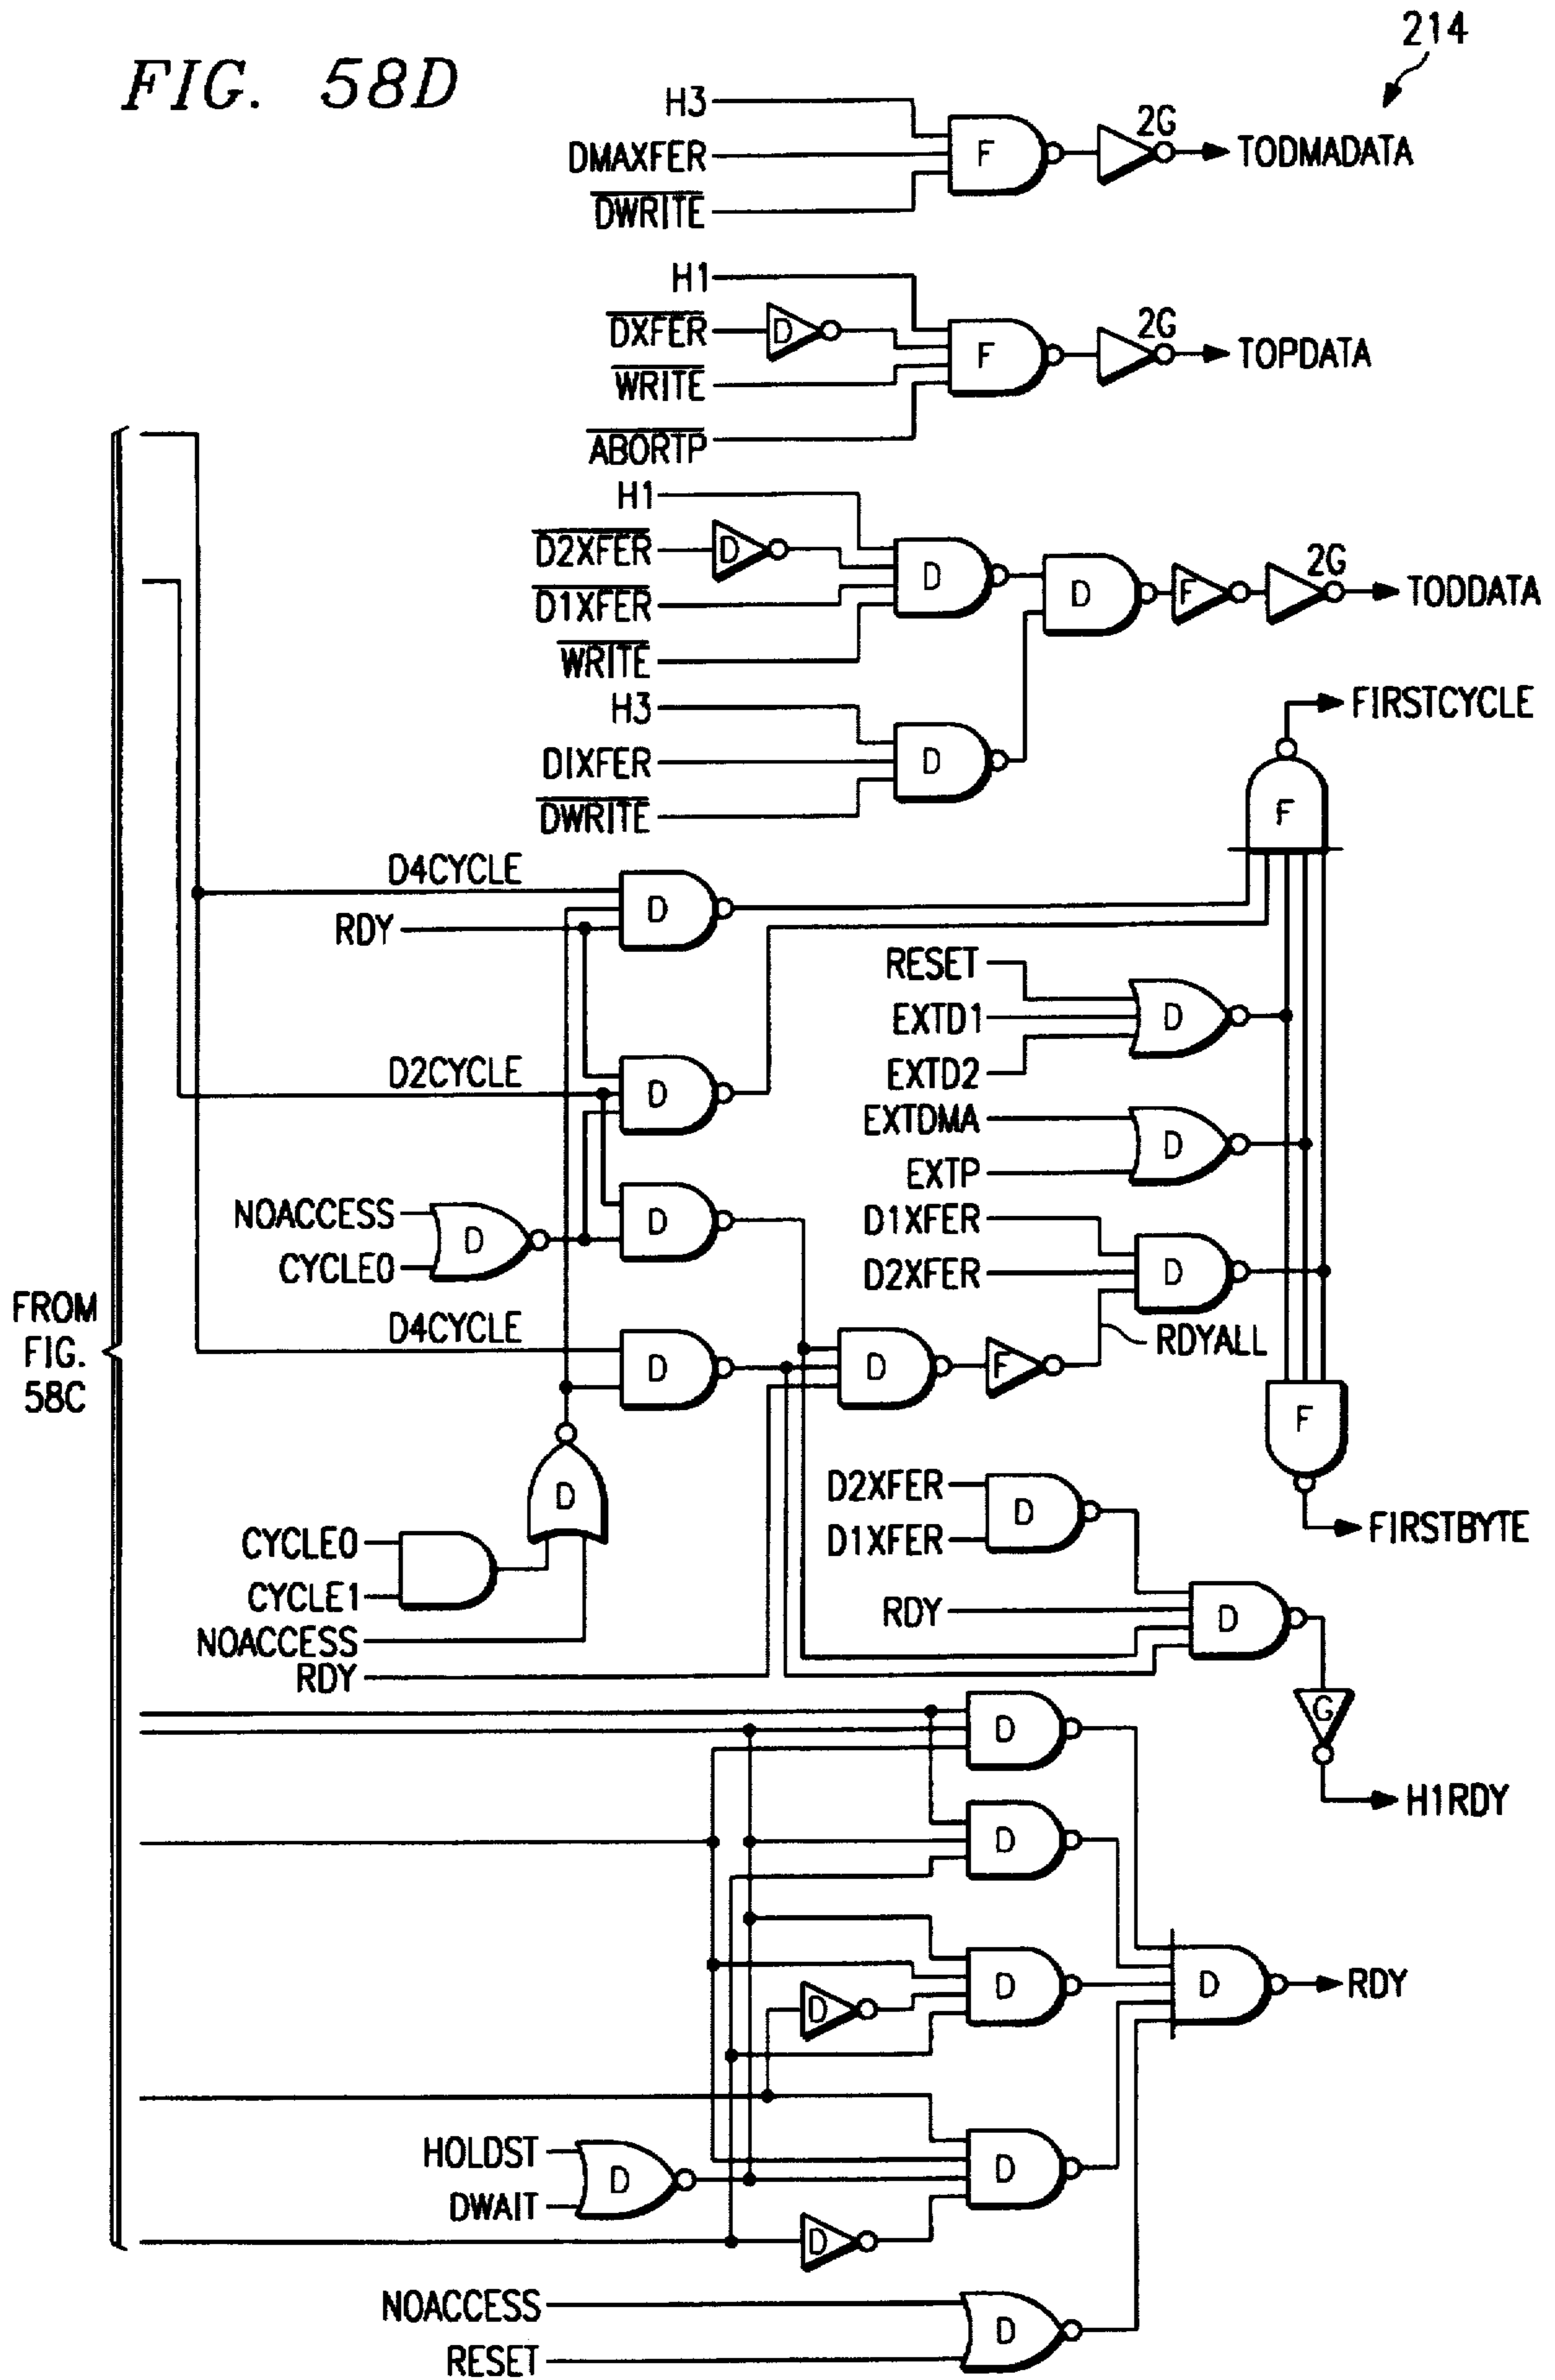 FIG. 58D
214
H3
DMAXFER
DWRITE
F
2G
TODMADATA
H1
DXFER
D
WRITE
ABORTP
F
2G
TOPDATA
H1
D2XFER
D
D1XFER
WRITE
D
D
F
2G
TODDATA
H3
DIXFER
DWRITE
D
FIRSTCYCLE
F
D4CYCLE
RDY
D
RESET
EXTD1
EXTD2
D
D2CYCLE
D
EXTDMA
EXTP
D
NOACCESS
CYCLE0
D
D
D1XFER
D2XFER
D
FROM
FIG.
58C
D4CYCLE
D
D
F
RDYALL
F
FIRSTBYTE
D
CYCLE0
CYCLE1
NOACCESS
RDY
D2XFER
D1XFER
D
RDY
D
G
H1RDY
D
D
D
D
D
RDY
HOLDST
DWAIT
D
D
D
NOACCESS
RESET
D